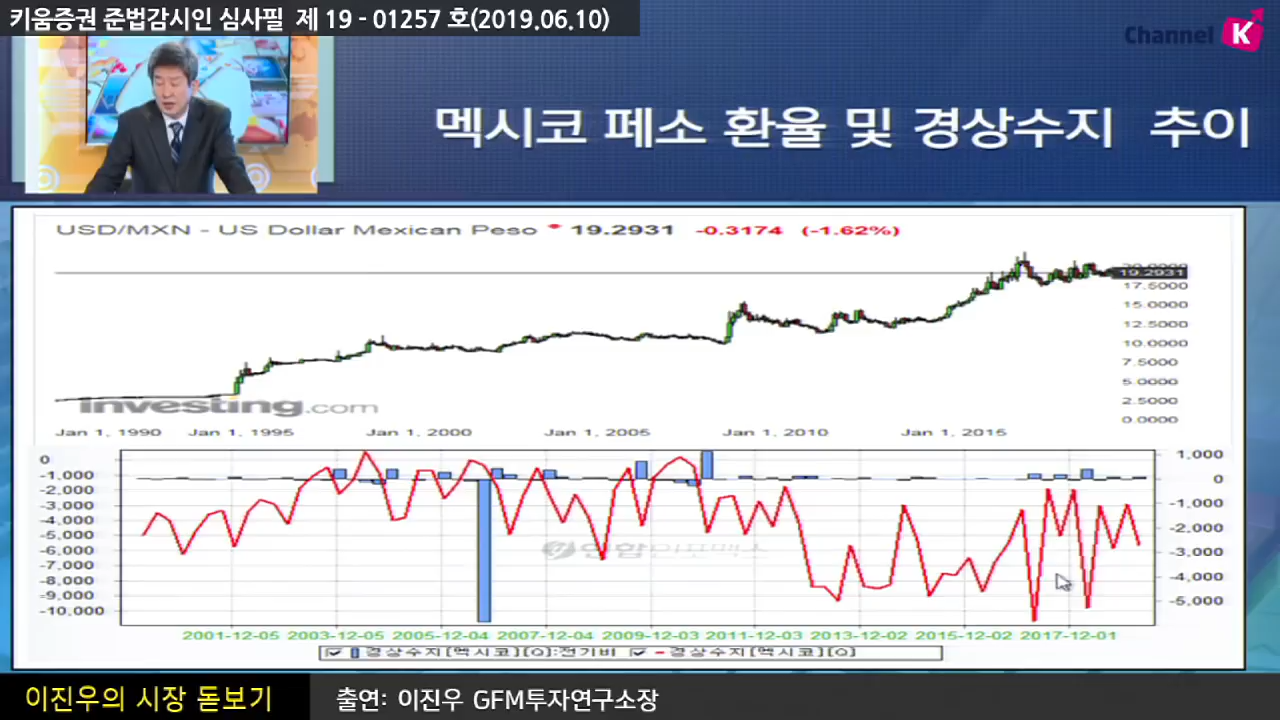 키움증권 준법감시인 심사필 제 19 - 01257 호(2019.06.10)
Channel K
멕시코 페소 환율 및 경상수지 추이
USD/MXN - US Dollar Mexican Peso 19.2931 -0.3174 (-1.62%)
20.0000
19.2931
17.5000
15.0000
12.5000
10.0000
7.5000
5.0000
2.5000
0.0000
investing.com
Jan 1, 1990 Jan 1, 1995 Jan 1, 2000 Jan 1, 2005 Jan 1, 2010 Jan 1, 2015
0
-1,000
-2,000
-3,000
-4,000
-5,000
-6,000
-7,000
-8,000
-9,000
-10,000
1,000
0
-1,000
-2,000
-3,000
-4,000
-5,000
연합인포맥스
2001-12-05 2003-12-05 2005-12-04 2007-12-04 2009-12-03 2011-12-03 2013-12-02 2015-12-02 2017-12-01
경상수지[멕시코][Q]:전기비 경상수지[멕시코][Q]
이진우의 시장 돋보기 출연: 이진우 GFM투자연구소장